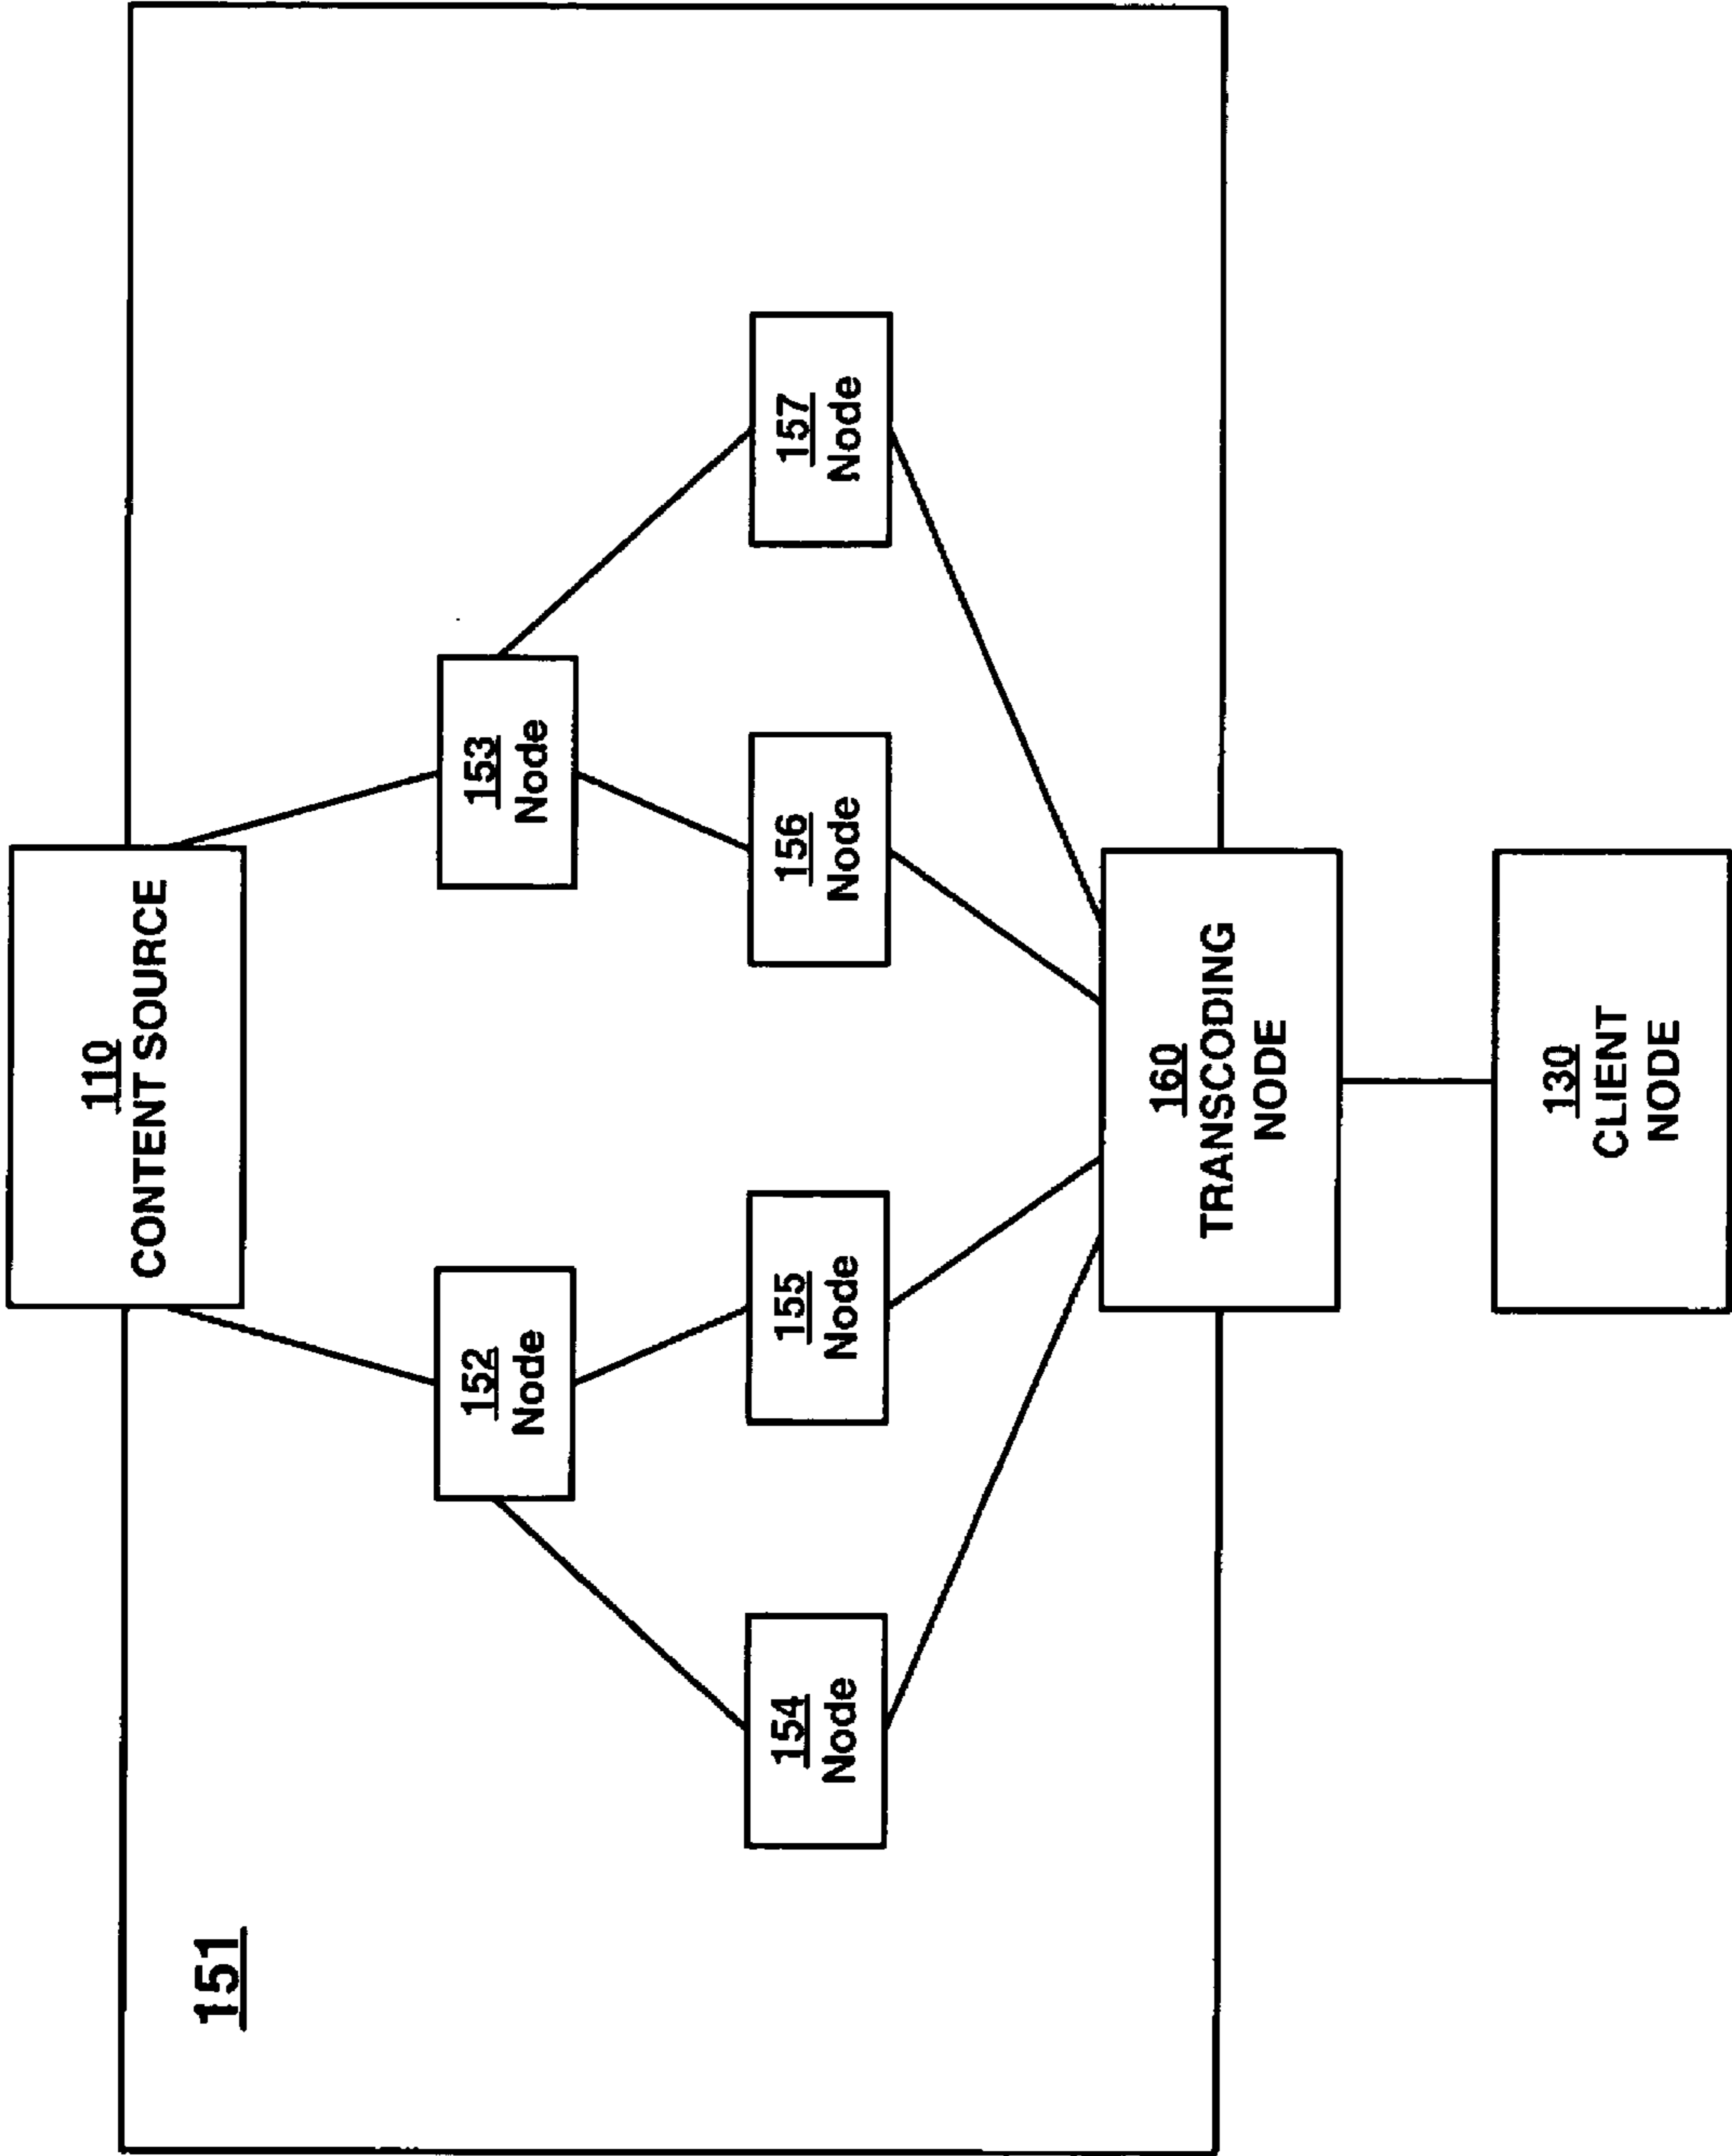 151
110
CONTENT SOURCE
152
Node
153
Node
154
Node
155
Node
156
Node
157
Node
160
TRANSCODING
NODE
130
CLIENT
NODE